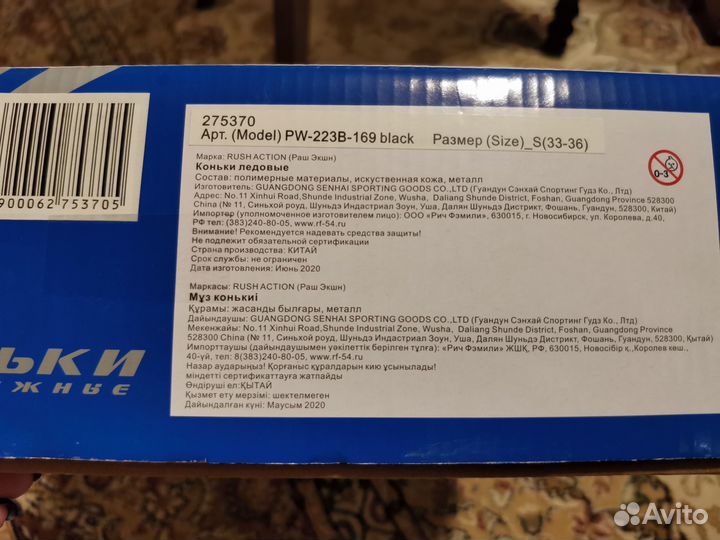 275370
Арт. (Model) PW-223B-169 black Размер (Size)_S(33-36)
Марка: RUSH ACTION (Раш Экшн)
Коньки ледовые
Состав: полимерные материалы, искуственная кожа, металл
Изготовитель: GUANGDONG SENHAI SPORTING GOODS CO.,LTD (Гуандун Сэнхай Спортинг Гудз Ко., Лтд)
Адрес: No.11 Xinhui Road,Shunde Industrial Zone, Wusha, Daliang Shunde District, Foshan, Guangdong Province 528300
China (№ 11, Синьхой роуд, Шуньдэ Индастриал Зоун, Уша, Далян Шуньдэ Дистрикт, Фошань, Гуандун, 528300, Китай)
Импортер (уполномоченное изготовителем лицо): ООО «Рич Фэмили», 630015, г. Новосибирск, ул. Королева, д.40,
РФ тел: (383) 240-80-05, www.rf-54.ru
Внимание! Рекомендуется надевать средства защиты!
Не подлежит обязательной сертификации
Страна производства: КИТАЙ
Срок службы: не ограничен
Дата изготовления: Июнь 2020
0-3
Маркасы: RUSH ACTION (Раш Экшн)
Мұз конькиі
Құрамы: жасанды былғары, металл
Дайындаушы: GUANGDONG SENHAI SPORTING GOODS CO.,LTD (Гуандун Сэнхай Спортинг Гудз Ко., Лтд)
Мекенжайы: No.11 Xinhui Road,Shunde Industrial Zone, Wusha, Daliang Shunde District, Foshan, Guangdong Province
528300 China (№ 11, Синьхой роуд, Шуньдэ Индастриал Зоун, Уша, Далян Шуньдэ Дистрикт, Фошань, Гуандун, 528300, Қытай)
Импорттаушы (дайындаушымен уәкілеттік берілген тұлға): «Рич Фэмили» ЖШҚ, РФ, 630015, Новосібір қ.,Королев көш.,
40-үй, тел: 8(383)240-80-05, www.rf-54.ru
Назар аударыңыз! Қорғаныс құралдарын кию ұсынылады!
міндетті сертификаттауға жатпайды
Өндіруші ел:ҚЫТАЙ
Қызмет ету мерзімі: шектелмеген
Дайындалған күні: Маусым 2020
900062 753705
ЬКИ
ЖНЫЕ
Avito